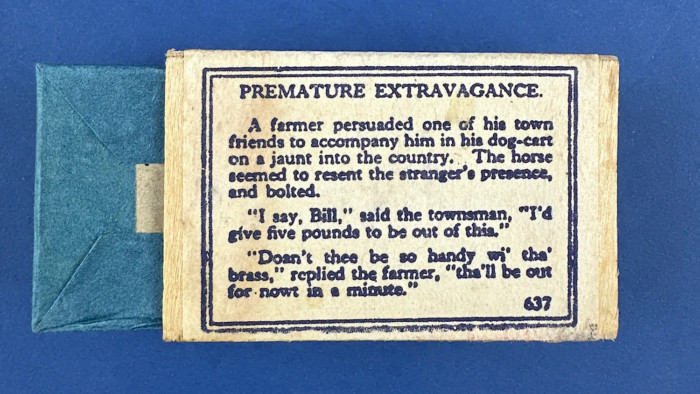 PREMATURE EXTRAVAGANCE.
A farmer persuaded one of his town
friends to accompany him in his dog-cart
on a jaunt into the country. The horse
seemed to resent the stranger's presence,
and bolted.
"I say, Bill," said the townsman, "I'd
give five pounds to be out of this."
"Doan't thee be so handy wi' tha'
brass," replied the farmer, "tha'll be out
for nowt in a minute."
637